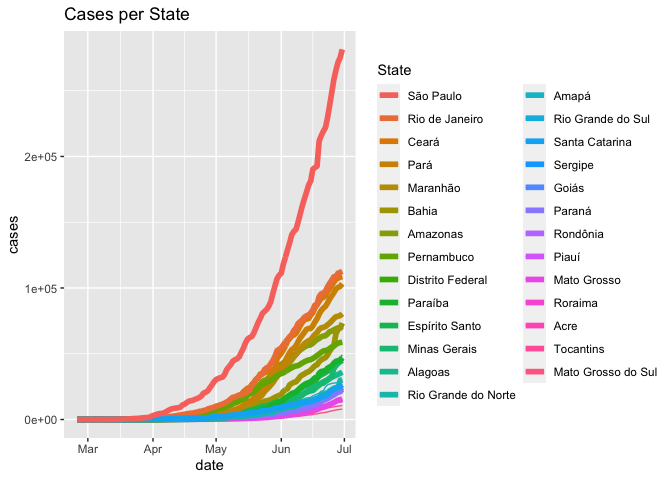 Cases per State
cases
2e+05
1e+05
0e+00
Mar Apr May Jun Jul
date
State
São Paulo
Rio de Janeiro
Ceará
Pará
Maranhão
Bahia
Amazonas
Pernambuco
Distrito Federal
Paraíba
Espírito Santo
Minas Gerais
Alagoas
Rio Grande do Norte
Amapá
Rio Grande do Sul
Santa Catarina
Sergipe
Goiás
Paraná
Rondônia
Piauí
Mato Grosso
Roraima
Acre
Tocantins
Mato Grosso do Sul